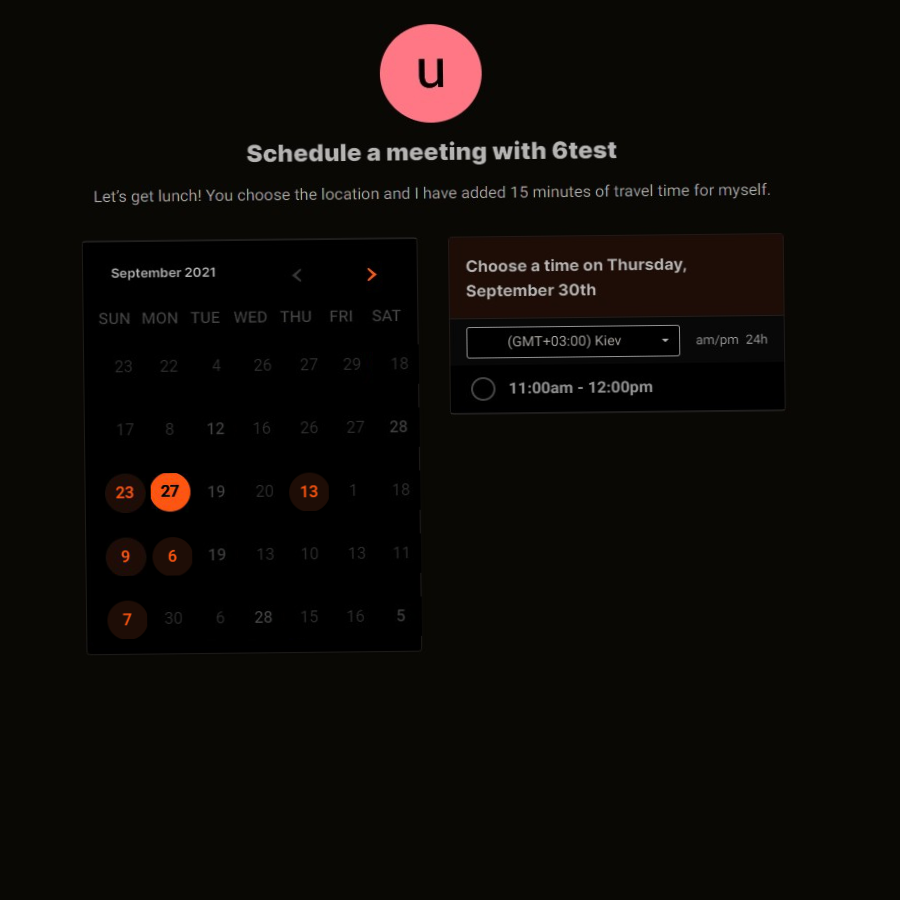 u
Schedule a meeting with 6test
Let's get lunch! You choose the location and I have added 15 minutes of travel time for myself.
September 2021
SUN MON TUE WED THU FRI SAT
23 22 4 26 27 29 18
17 8 12 16 26 27 28
23 27 19 20 13 1 18
9 6 19 13 10 13 11
7 30 6 28 15 16 5
Choose a time on Thursday,
September 30th
(GMT+03:00) Kiev am/pm 24h
11:00am - 12:00pm